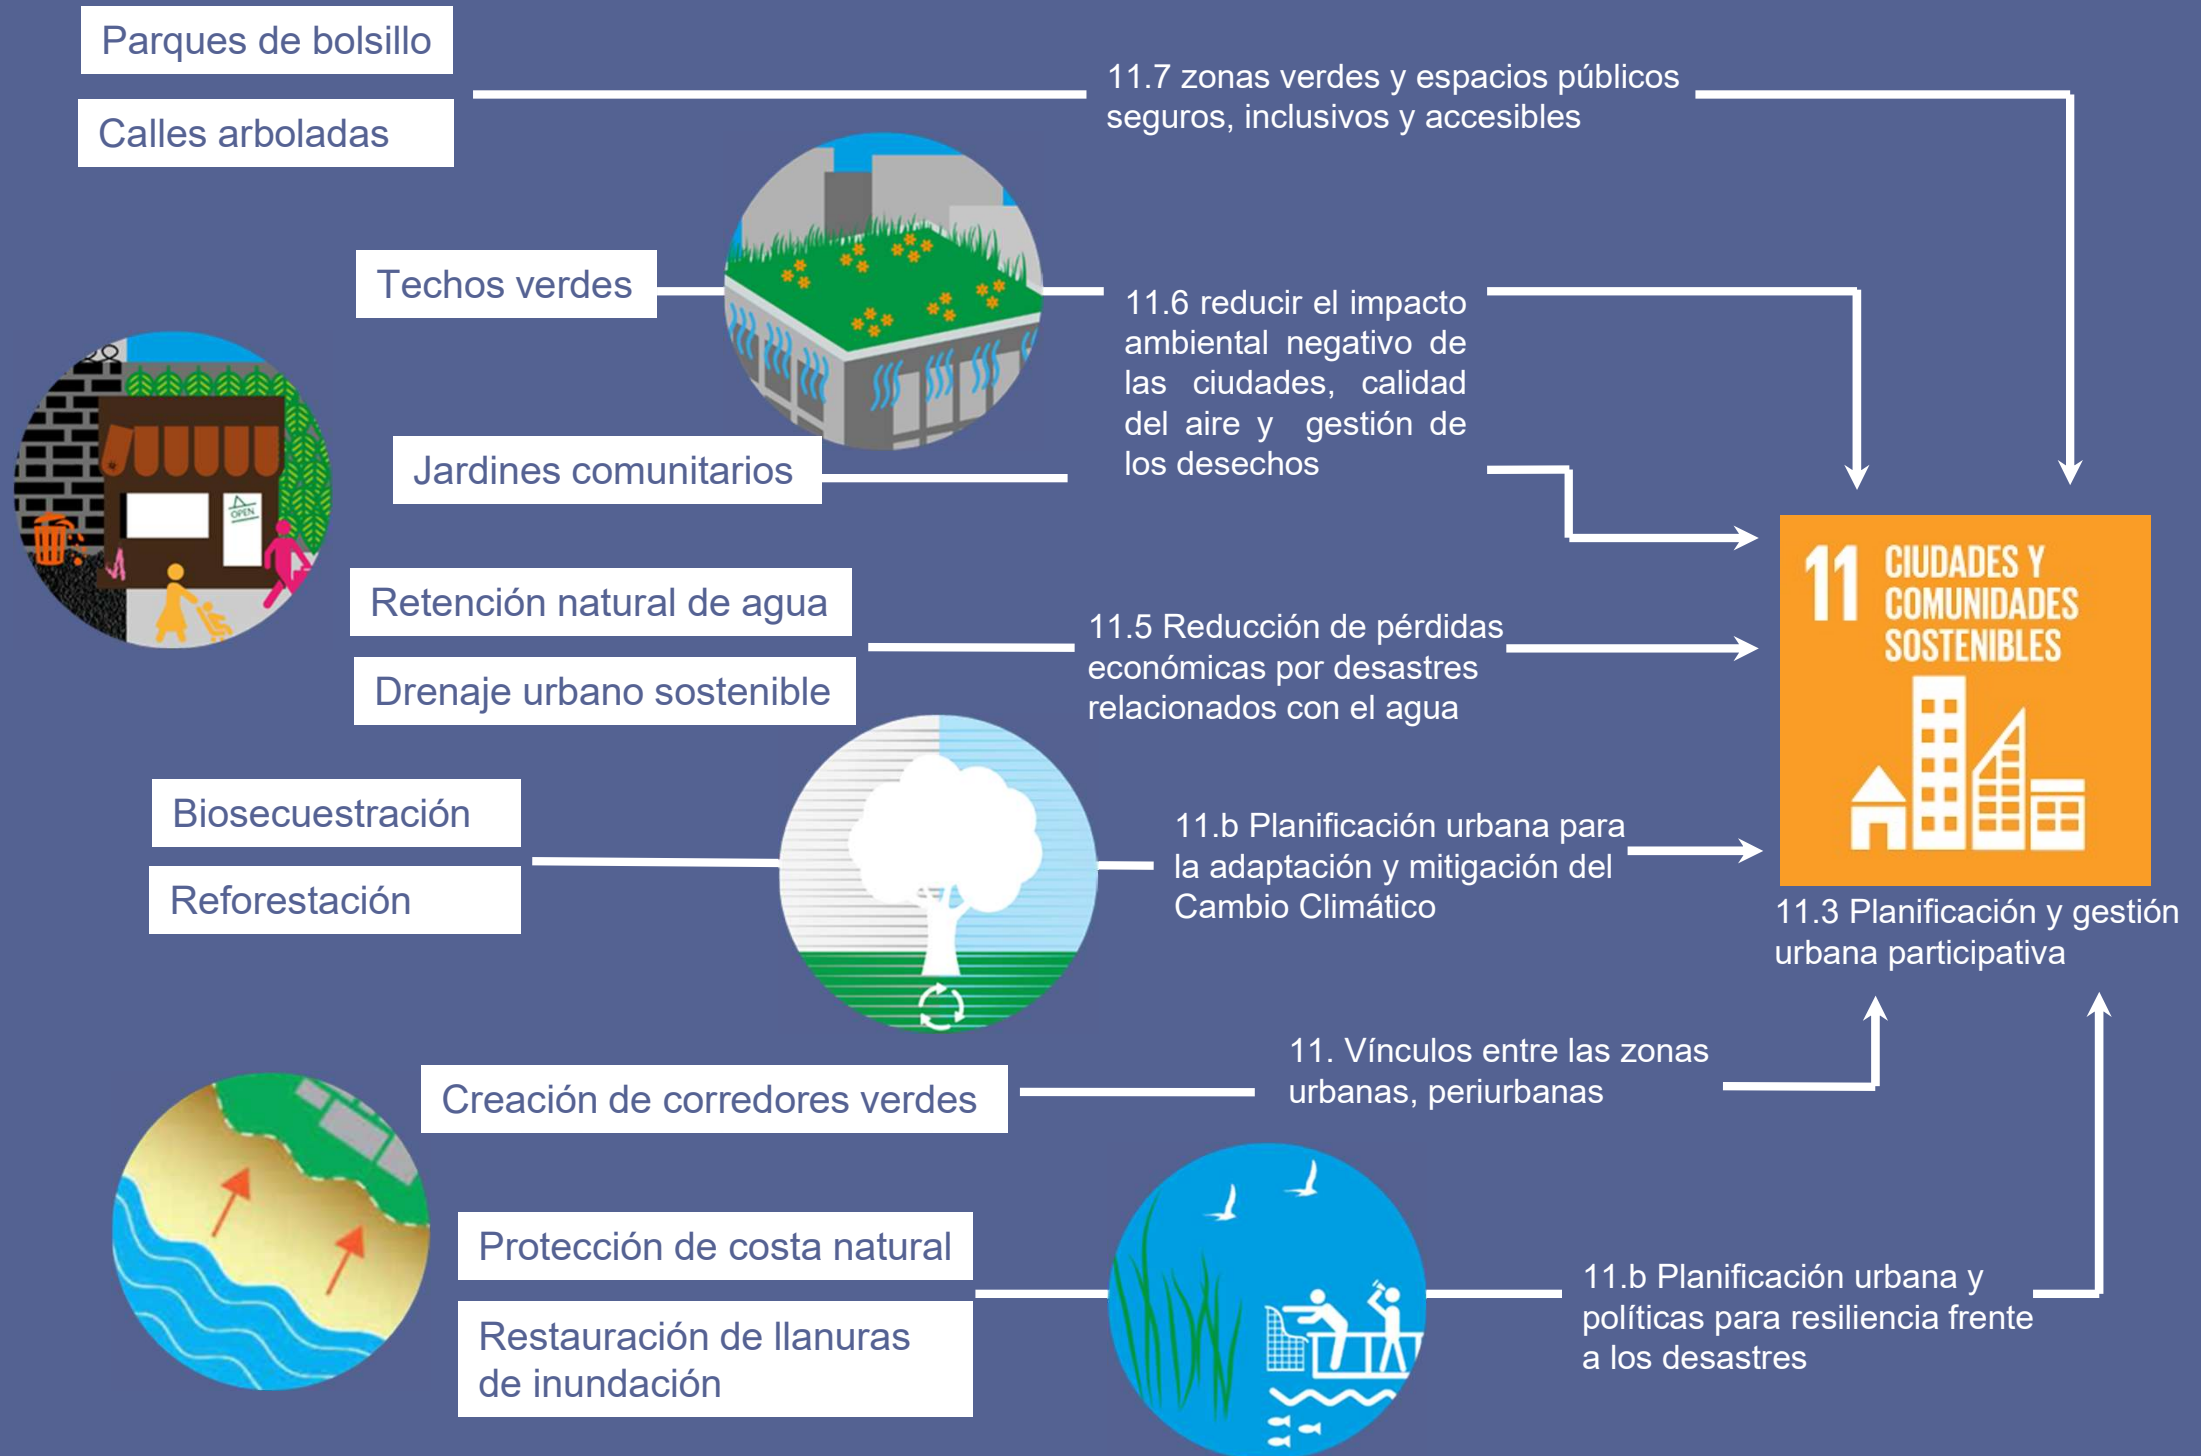 Parques de bolsillo
Calles arboladas
11.7 zonas verdes y espacios públicos
seguros, inclusivos y accesibles
Techos verdes
11.6 reducir el impacto
ambiental negativo de
las ciudades, calidad
del aire y gestión de
los desechos
Jardines comunitarios
OPEN
Retención natural de agua
Drenaje urbano sostenible
11.5 Reducción de pérdidas
económicas por desastres
relacionados con el agua
11 CIUDADES Y
COMUNIDADES
SOSTENIBLES
Biosecuestración
Reforestación
11.b Planificación urbana para
la adaptación y mitigación del
Cambio Climático
11.3 Planificación y gestión
urbana participativa
Creación de corredores verdes
11. Vínculos entre las zonas
urbanas, periurbanas
Protección de costa natural
Restauración de llanuras
de inundación
11.b Planificación urbana y
políticas para resiliencia frente
a los desastres